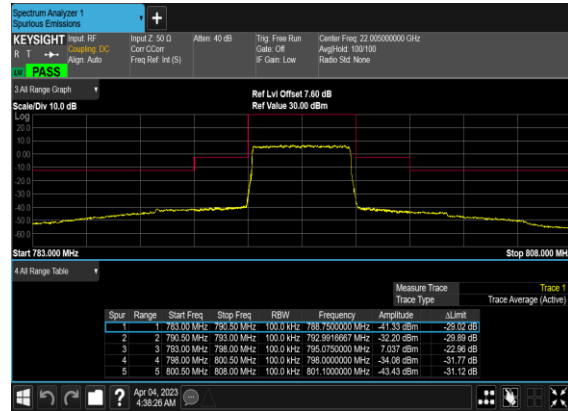 Spectrum Analyzer 1
Spurious Emissions
KEYSIGHT Input: RF Input Z: 50 Ω Atten: 40 dB Trig: Free Run Center Freq: 22.005000000 GHz
R T Coupling: DC Corr CCorr Gate: Off Avg|Hold: 100/100
Align: Auto Freq Ref: Int (S) IF Gain: Low Radio Std: None
LW PASS
3 All Range Graph
Ref Lvl Offset 7.60 dB
Scale/Div 10.0 dB Ref Value 30.00 dBm
Log
20.0
10.0
0.00
-10.0
-20.0
-30.0
-40.0
-50.0
-60.0
Start 783.000 MHz Stop 808.000 MH
4 All Range Table
Measure Trace Trace 1
Trace Type Trace Average (Active)
Spur Range Start Freq Stop Freq RBW Frequency Amplitude ΔLimit
1 1 783.00 MHz 790.50 MHz 100.0 kHz 788.7500000 MHz -41.33 dBm -29.02 dB
2 2 790.50 MHz 793.00 MHz 100.0 kHz 792.9916667 MHz -32.20 dBm -29.89 dB
3 3 793.00 MHz 798.00 MHz 100.0 kHz 795.0750000 MHz 7.037 dBm -22.96 dB
4 4 798.00 MHz 800.50 MHz 100.0 kHz 798.0000000 MHz -34.08 dBm -31.77 dB
5 5 800.50 MHz 808.00 MHz 100.0 kHz 801.1000000 MHz -43.43 dBm -31.12 dB
? Apr 04, 2023
4:38:26 AM